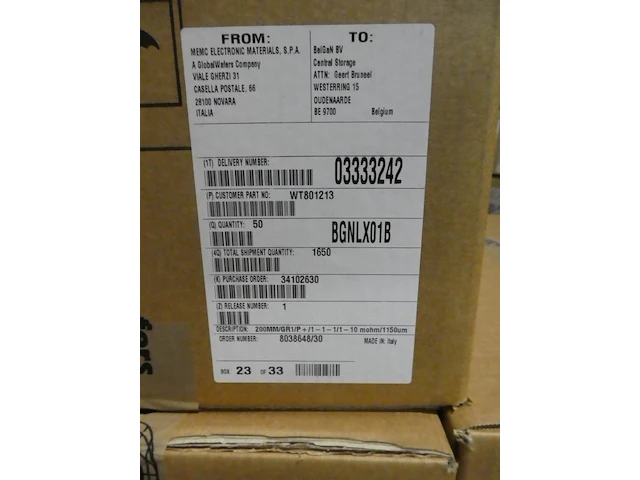 FROM:
MEMC ELECTRONIC MATERIALS, S.P.A.
A GlobalWafers Company
VIALE GHERZI 31
CASELLA POSTALE, 66
28100 NOVARA
ITALIA
TO:
BelGaN BV
Central Storage
ATTN: Geert Bruneel
WESTERRING 15
OUDENAARDE
BE 9700 Belgium
(1T) DELIVERY NUMBER:
03333242
(P) CUSTOMER PART NO: WT801213
(Q) QUANTITY: 50
BGNLX01B
(4Q) TOTAL SHIPMENT QUANTITY: 1650
(K) PURCHASE ORDER: 34102630
(Z) RELEASE NUMBER: 1
DESCRIPTION: 200MM/GR1/P+/1-1-1/1-10 mohm/1150um
ORDER NUMBER: 8038648/30 MADE IN: Italy
BOX 23 OF 33
fers